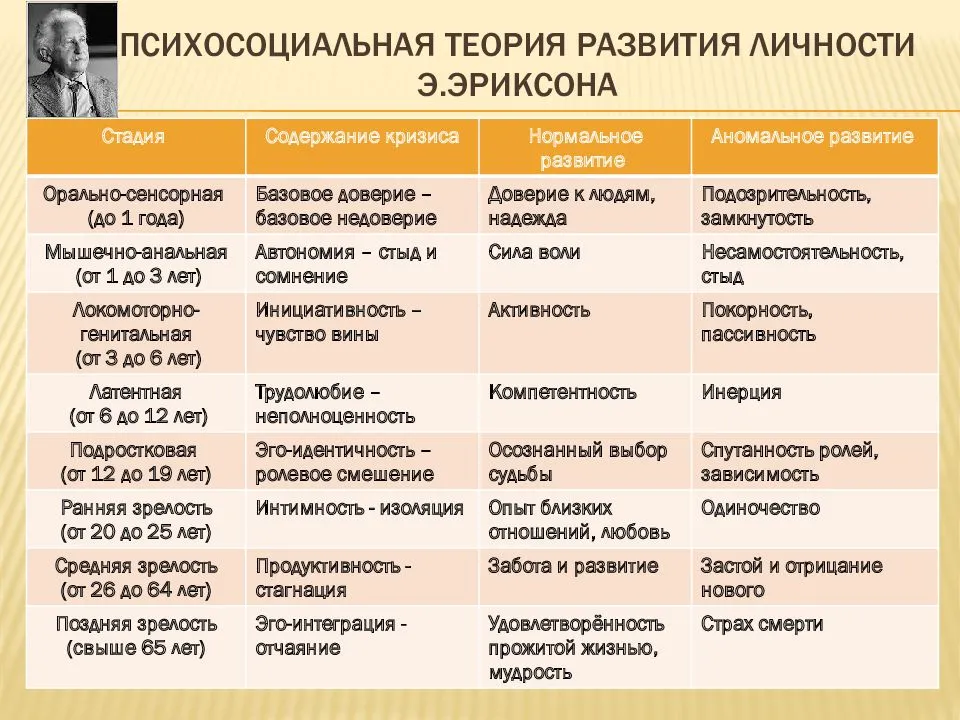 ПСИХОСОЦИАЛЬНАЯ ТЕОРИЯ РАЗВИТИЯ ЛИЧНОСТИ
Э.ЭРИКСОНА
Стадия
Содержание кризиса
Нормальное
развитие
Аномальное развитие
Орально-сенсорная
(до 1 года)
Базовое доверие –
базовое недоверие
Доверие к людям,
надежда
Подозрительность,
замкнутость
Мышечно-анальная
(от 1 до 3 лет)
Автономия – стыд и
сомнение
Сила воли
Несамостоятельность,
стыд
Локомоторно-
генитальная
(от 3 до 6 лет)
Инициативность –
чувство вины
Активность
Покорность,
пассивность
Латентная
(от 6 до 12 лет)
Трудолюбие –
неполноценность
Компетентность
Инерция
Подростковая
(от 12 до 19 лет)
Эго-идентичность –
ролевое смешение
Осознанный выбор
судьбы
Спутанность ролей,
зависимость
Ранняя зрелость
(от 20 до 25 лет)
Интимность - изоляция
Опыт близких
отношений, любовь
Одиночество
Средняя зрелость
(от 26 до 64 лет)
Продуктивность -
стагнация
Забота и развитие
Застой и отрицание
нового
Поздняя зрелость
(свыше 65 лет)
Эго-интеграция -
отчаяние
Удовлетворённость
прожитой жизнью,
мудрость
Страх смерти